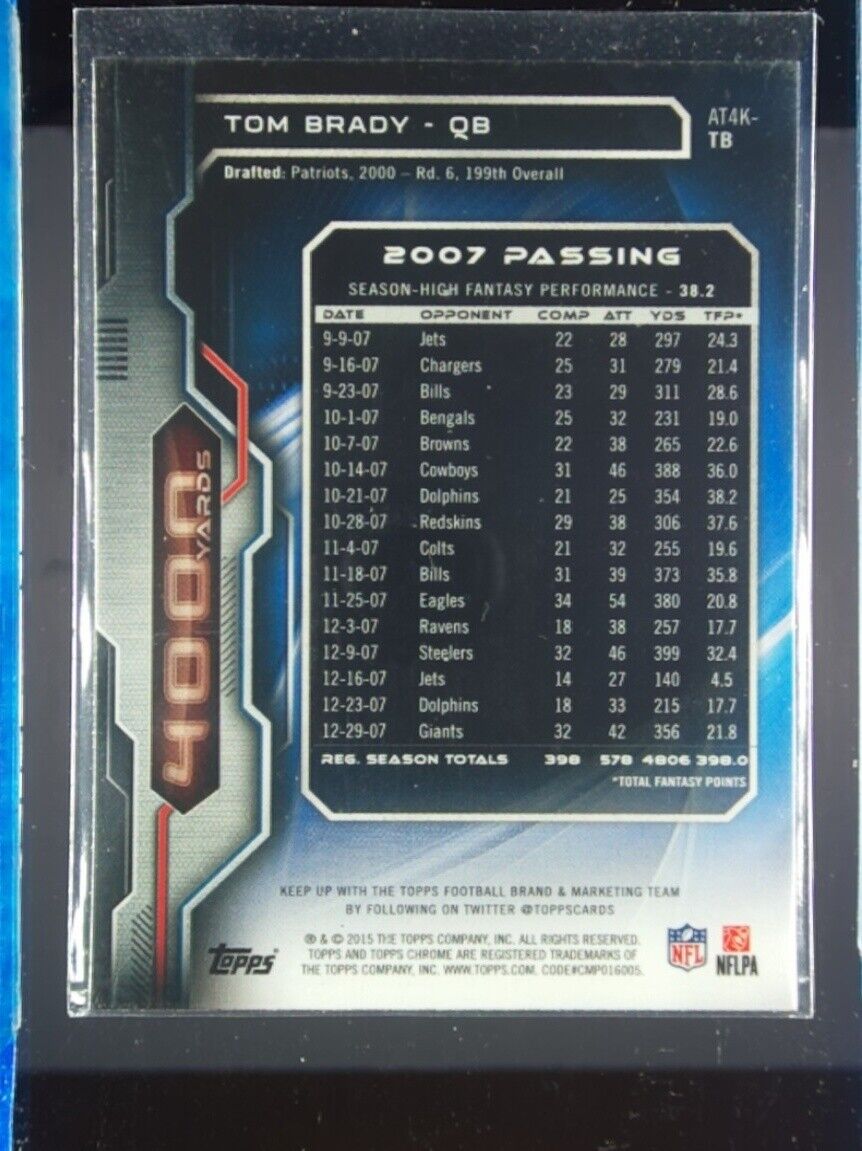 TOM BRADY - QB
AT4K-
TB
Drafted: Patriots, 2000 – Rd. 6, 199th Overall
2007 PASSING
SEASON-HIGH FANTASY PERFORMANCE - 38.2
DATE OPPONENT COMP ATT YDS TFP*
9-9-07 Jets 22 28 297 24.3
9-16-07 Chargers 25 31 279 21.4
9-23-07 Bills 23 29 311 28.6
10-1-07 Bengals 25 32 231 19.0
10-7-07 Browns 22 38 265 22.6
10-14-07 Cowboys 31 46 388 36.0
10-21-07 Dolphins 21 25 354 38.2
10-28-07 Redskins 29 38 306 37.6
11-4-07 Colts 21 32 255 19.6
11-18-07 Bills 31 39 373 35.8
11-25-07 Eagles 34 54 380 20.8
12-3-07 Ravens 18 38 257 17.7
12-9-07 Steelers 32 46 399 32.4
12-16-07 Jets 14 27 140 4.5
12-23-07 Dolphins 18 33 215 17.7
12-29-07 Giants 32 42 356 21.8
REG. SEASON TOTALS 398 578 4806 398.0
*TOTAL FANTASY POINTS
4000
YARDS
KEEP UP WITH THE TOPPS FOOTBALL BRAND & MARKETING TEAM
BY FOLLOWING ON TWITTER @TOPPSCARDS
Topps
® & © 2015 THE TOPPS COMPANY, INC. ALL RIGHTS RESERVED.
TOPPS AND TOPPS CHROME ARE REGISTERED TRADEMARKS OF
THE TOPPS COMPANY, INC. WWW.TOPPS.COM. CODE#CMP016005.
NFL
NFLPA